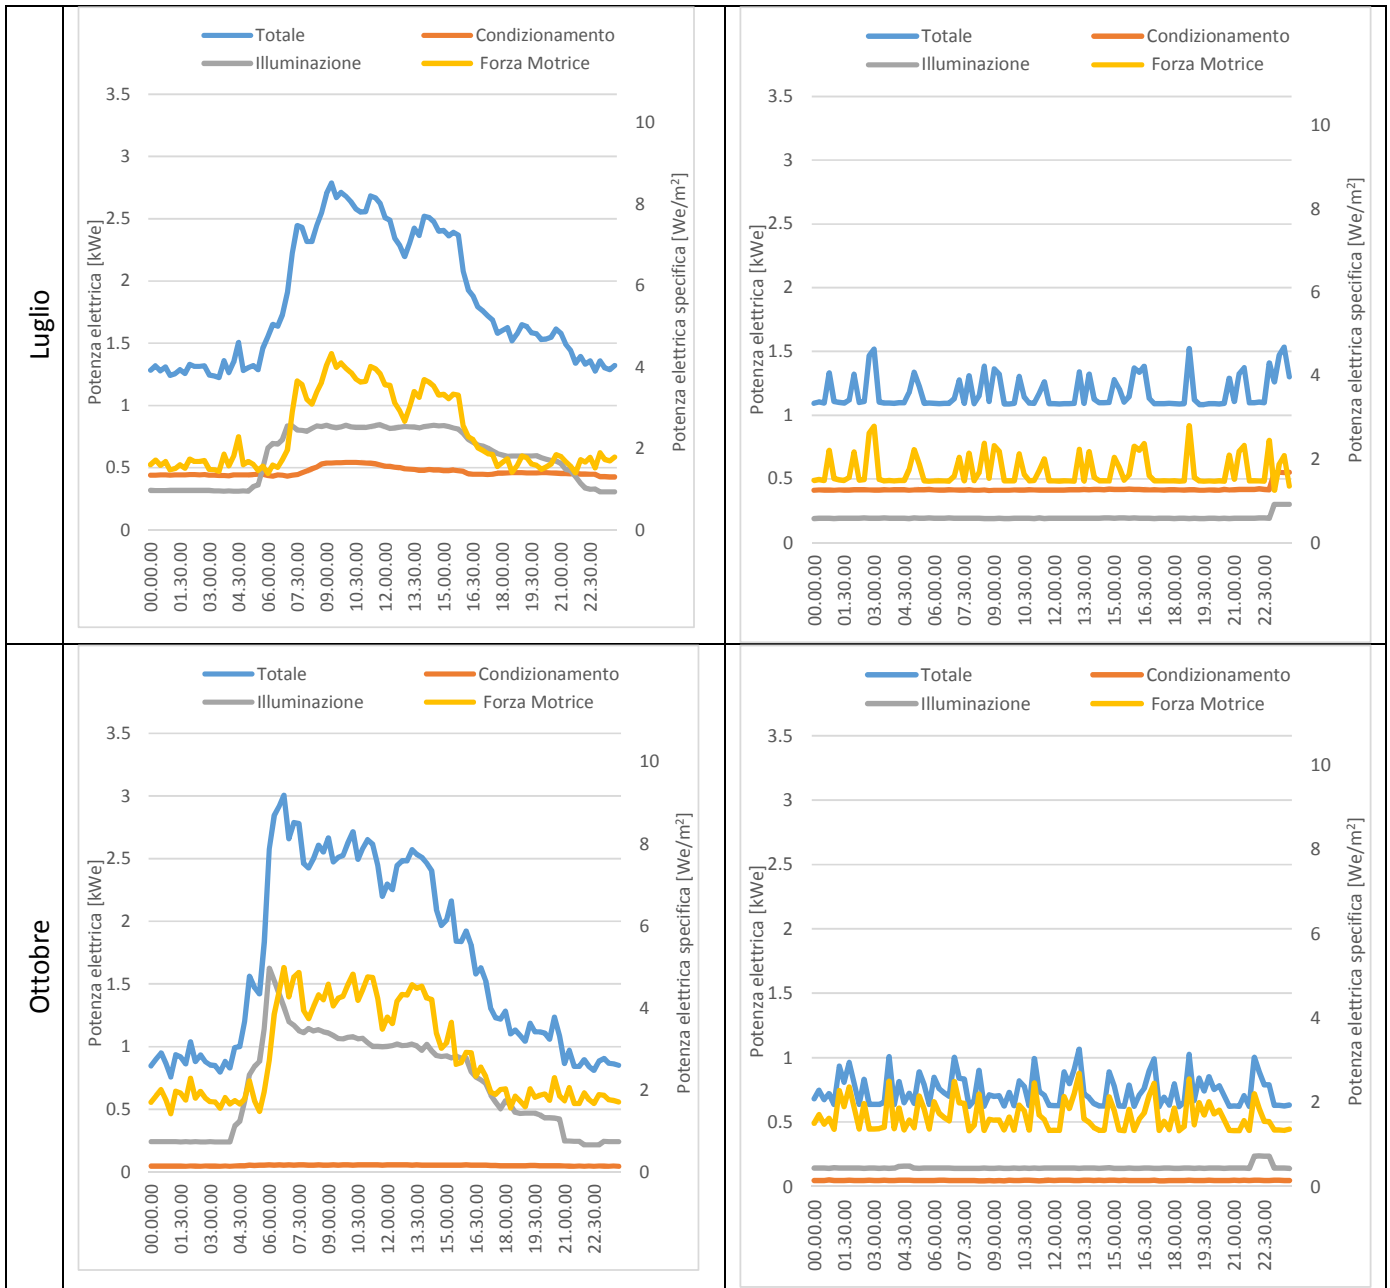 Luglio
Totale Condizionamento
Illuminazione Forza Motrice
Potenza elettrica [kWe]
3.5
3
2.5
2
1.5
1
0.5
0
Potenza elettrica specifica [We/m²]
10
8
6
4
2
0
00.00.00 01.30.00 03.00.00 04.30.00 06.00.00 07.30.00 09.00.00 10.30.00 12.00.00 13.30.00 15.00.00 16.30.00 18.00.00 19.30.00 21.00.00 22.30.00
Totale Condizionamento
Illuminazione Forza Motrice
Potenza elettrica [kWe]
3.5
3
2.5
2
1.5
1
0.5
0
Potenza elettrica specifica [We/m²]
10
8
6
4
2
0
00.00.00 01.30.00 03.00.00 04.30.00 06.00.00 07.30.00 09.00.00 10.30.00 12.00.00 13.30.00 15.00.00 16.30.00 18.00.00 19.30.00 21.00.00 22.30.00
Ottobre
Totale Condizionamento
Illuminazione Forza Motrice
Potenza elettrica [kWe]
3.5
3
2.5
2
1.5
1
0.5
0
Potenza elettrica specifica [We/m²]
10
8
6
4
2
0
00.00.00 01.30.00 03.00.00 04.30.00 06.00.00 07.30.00 09.00.00 10.30.00 12.00.00 13.30.00 15.00.00 16.30.00 18.00.00 19.30.00 21.00.00 22.30.00
Totale Condizionamento
Illuminazione Forza Motrice
Potenza elettrica [kWe]
3.5
3
2.5
2
1.5
1
0.5
0
Potenza elettrica specifica [We/m²]
10
8
6
4
2
0
00.00.00 01.30.00 03.00.00 04.30.00 06.00.00 07.30.00 09.00.00 10.30.00 12.00.00 13.30.00 15.00.00 16.30.00 18.00.00 19.30.00 21.00.00 22.30.00